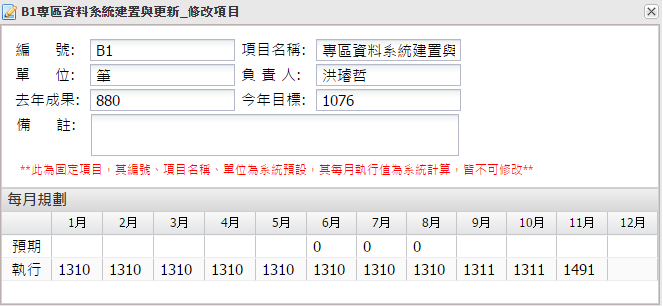 B1專區資料系統建置與更新_修改項目
編　　號: B1 項目名稱: 專區資料系統建置與
單　　位: 筆 負 責 人: 洪璿哲
去年成果: 880 今年目標: 1076
備　　註:
**此為固定項目，其編號、項目名稱、單位為系統預設，其每月執行值為系統計算，皆不可修改**
每月規劃
1月 2月 3月 4月 5月 6月 7月 8月 9月 10月 11月 12月
預期 0 0 0
執行 1310 1310 1310 1310 1310 1310 1310 1310 1311 1311 1491